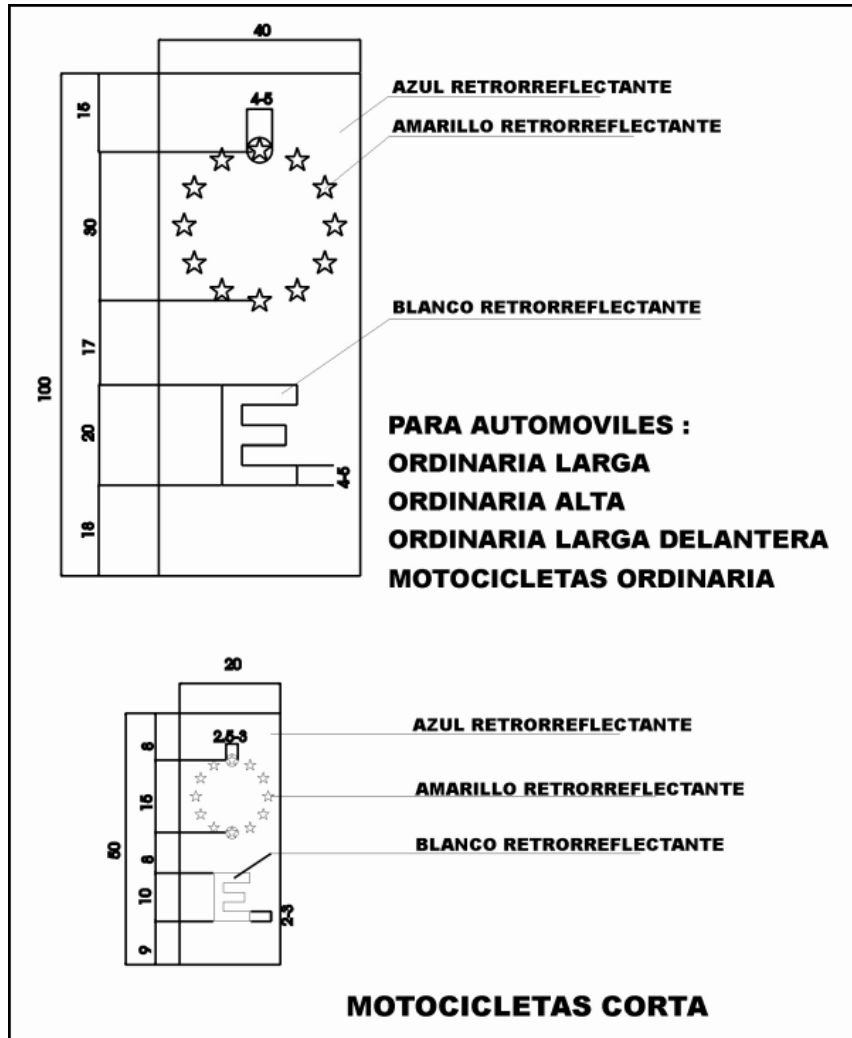 40
15
4-5
AZUL RETRORREFLECTANTE
AMARILLO RETRORREFLECTANTE
30
BLANCO RETRORREFLECTANTE
17
100
E
20
4-5
18
PARA AUTOMOVILES :
ORDINARIA LARGA
ORDINARIA ALTA
ORDINARIA LARGA DELANTERA
MOTOCICLETAS ORDINARIA
20
AZUL RETRORREFLECTANTE
8
2,5-3
AMARILLO RETRORREFLECTANTE
15
BLANCO RETRORREFLECTANTE
50
8
E
10
2-3
9
MOTOCICLETAS CORTA